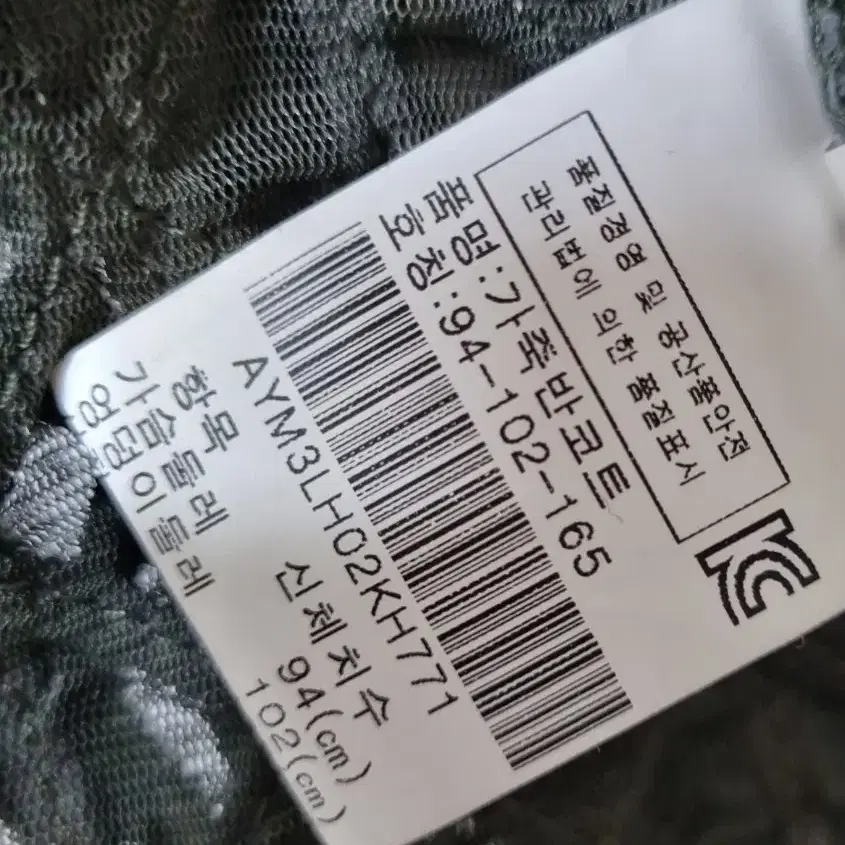 품질경영 및 공산품안전
관리법에 의한 품질표시
품명:가죽반코트
호칭:94-102-165
AYM3LH02KH771
항목 신체치수
가슴둘레 94(cm)
엉덩이둘레 102(cm)